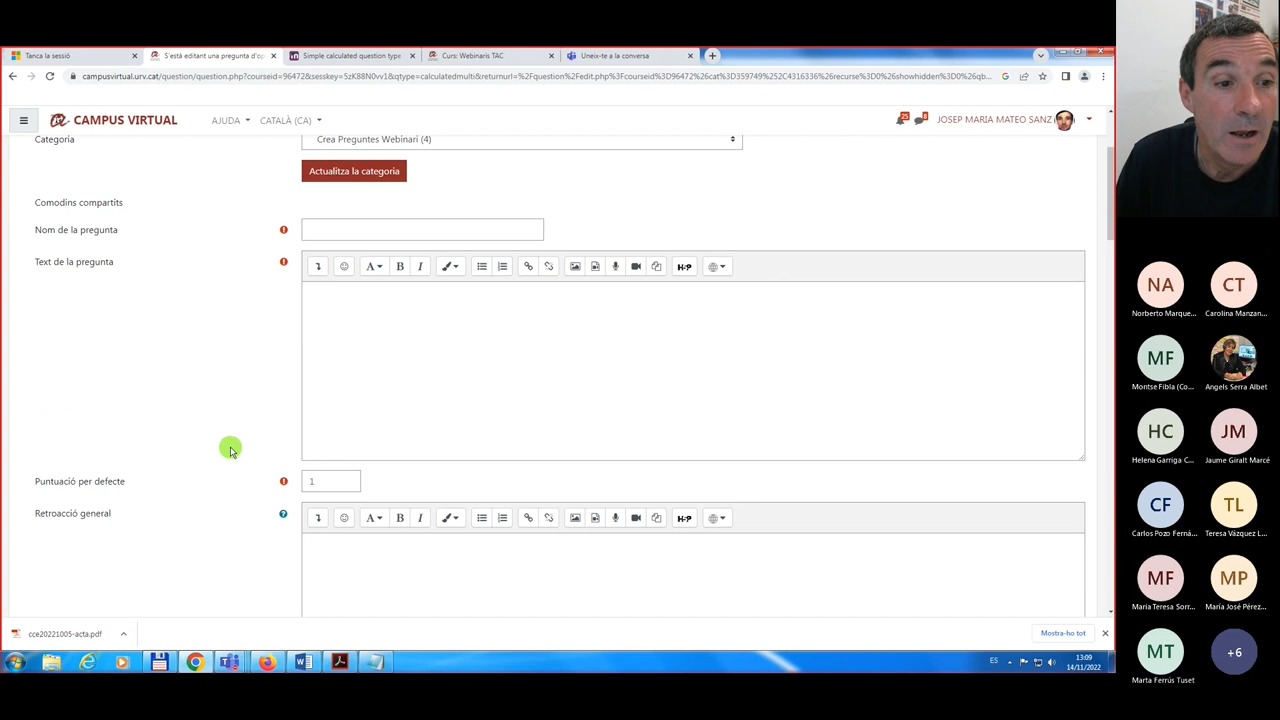 Tanca la sessió
S'està editant una pregunta d'op
Simple calculated question type
Curs: Webinaris TAC
Uneix-te a la conversa
campusvirtual.urv.cat/question/question.php?courseid=96472&sesskey=5zK88N0vv1&qtype=calculatedmulti&returnurl=%2Fquestion%2Fedit.php%3Fcourseid%3D96472%26cat%3D359749%252C4316336%26recurse%3D0%26showhidden%3D0%26qb...
CAMPUS VIRTUAL
AJUDA
CATALÀ (CA)
25
8
JOSEP MARIA MATEO SANZ
Categoria
Crea Preguntes Webinari (4)
Actualitza la categoria
Comodins compartits
Nom de la pregunta
Text de la pregunta
A
B
I
H-P
Puntuació per defecte
1
Retroacció general
A
B
I
H-P
cce20221005-acta.pdf
Mostra-ho tot
ES
13:09
14/11/2022
NA
Norberto Marque...
CT
Carolina Manzan...
MF
Montse Fibla (Co...
Angels Serra Albet
HC
Helena Garriga C...
JM
Jaume Giralt Marcé
CF
Carlos Pozo Ferná...
TL
Teresa Vázquez L...
MF
Maria Teresa Sorr...
MP
María José Pérez...
MT
Marta Ferrús Tuset
+6